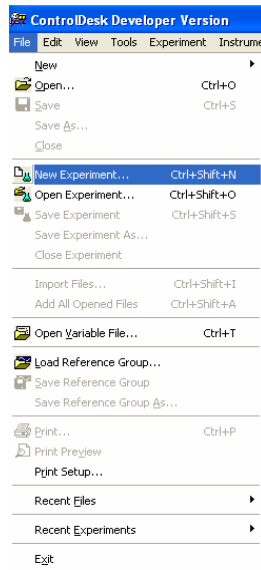 ControlDesk Developer Version
File Edit View Tools Experiment
New
Open... Ctrl+O
Save Ctrl+S
Save As...
Close
New Experiment... Ctrl+Shift+N
Open Experiment... Ctrl+Shift+O
Save Experiment Ctrl+Shift+S
Save Experiment As...
Close Experiment
Import Files... Ctrl+Shift+I
Add All Opened Files Ctrl+Shift+A
Open Variable File... Ctrl+T
Load Reference Group...
Save Reference Group
Save Reference Group As...
Print... Ctrl+P
Print Preview
Print Setup...
Recent Files
Recent Experiments
Exit